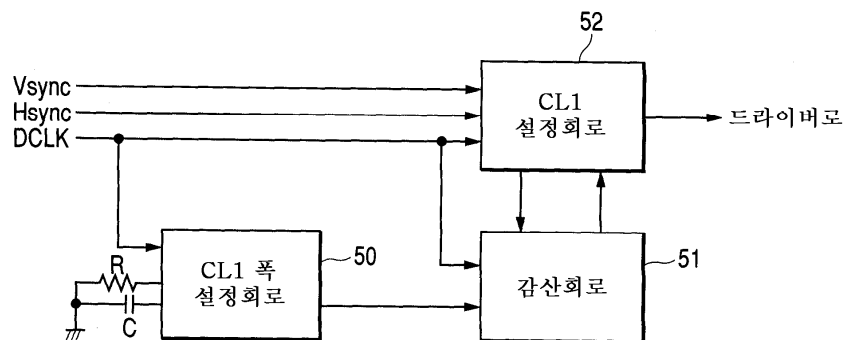 52
Vsync
Hsync
DCLK
CL1
설정회로
드라이버로
R
C
CL1 폭
설정회로
50
감산회로
51